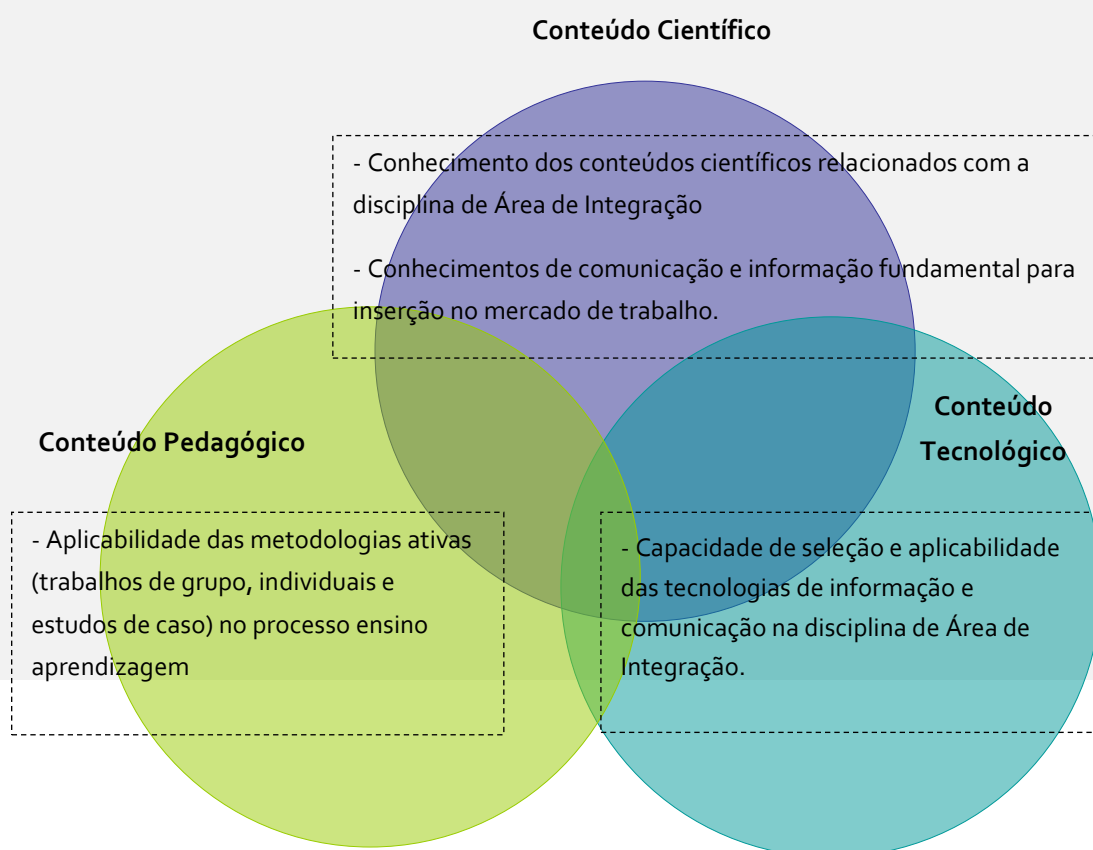 Conteúdo Científico
- Conhecimento dos conteúdos científicos relacionados com a
disciplina de Área de Integração
- Conhecimentos de comunicação e informação fundamental para
inserção no mercado de trabalho.
Conteúdo Pedagógico
- Aplicabilidade das metodologias ativas
(trabalhos de grupo, individuais e
estudos de caso) no processo ensino
aprendizagem
Conteúdo
Tecnológico
- Capacidade de seleção e aplicabilidade
das tecnologias de informação e
comunicação na disciplina de Área de
Integração.